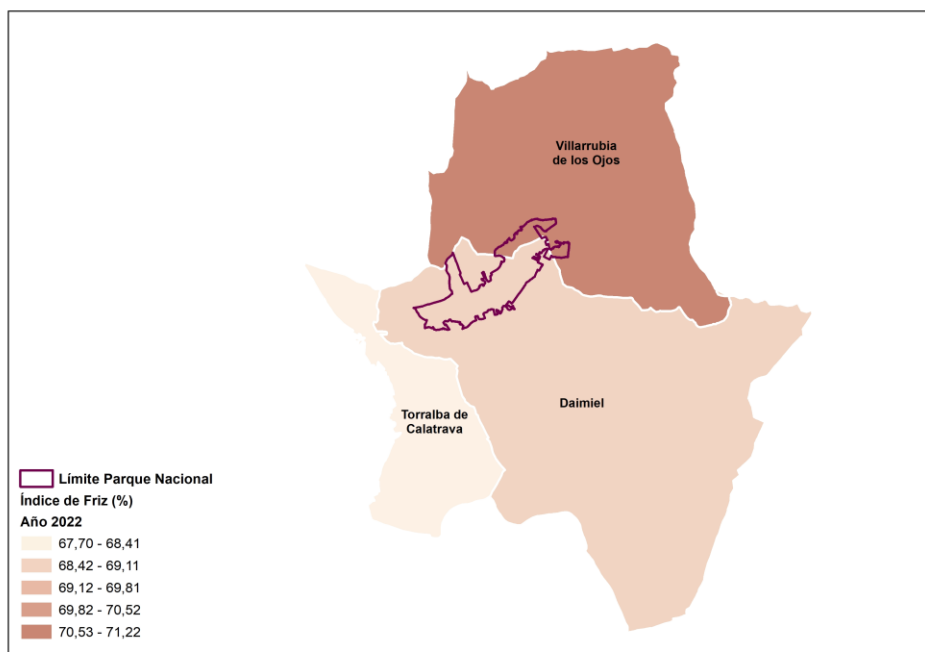 Villarrubia
de los Ojos
Daimiel
Torralba de
Calatrava
Límite Parque Nacional
Índice de Friz (%)
Año 2022
67,70 - 68,41
68,42 - 69,11
69,12 - 69,81
69,82 - 70,52
70,53 - 71,22